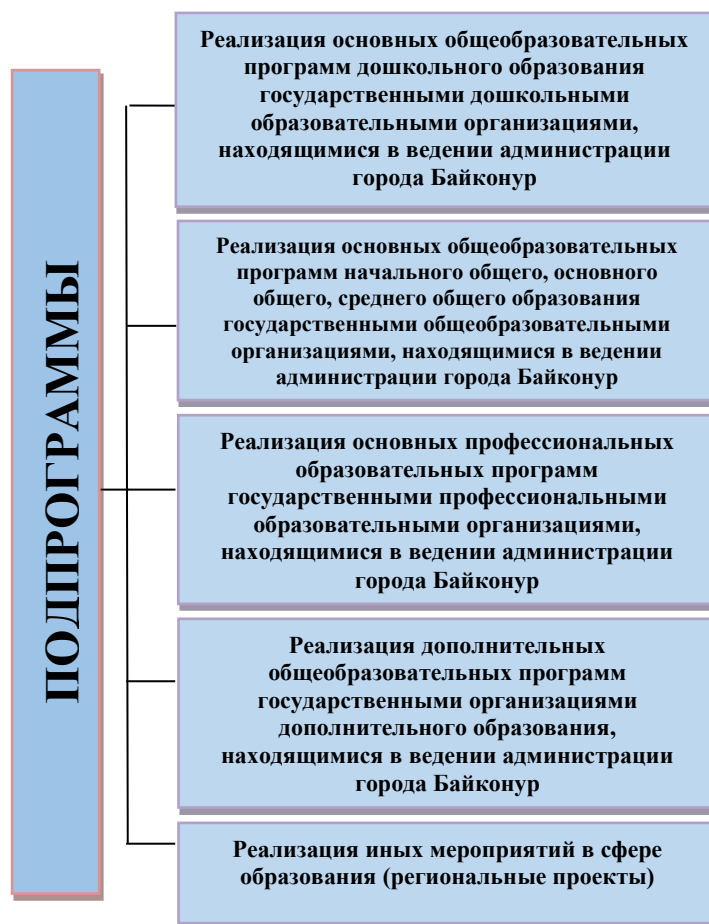 ПОДПРОГРАММЫ
Реализация основных общеобразовательных
программ дошкольного образования
государственными дошкольными
образовательными организациями,
находящимися в ведении администрации
города Байконур
Реализация основных общеобразовательных
программ начального общего, основного
общего, среднего общего образования
государственными общеобразовательными
организациями, находящимися в ведении
администрации города Байконур
Реализация основных профессиональных
образовательных программ
государственными профессиональными
образовательными организациями,
находящимися в ведении администрации
города Байконур
Реализация дополнительных
общеобразовательных программ
государственными организациями
дополнительного образования,
находящимися в ведении администрации
города Байконур
Реализация иных мероприятий в сфере
образования (региональные проекты)